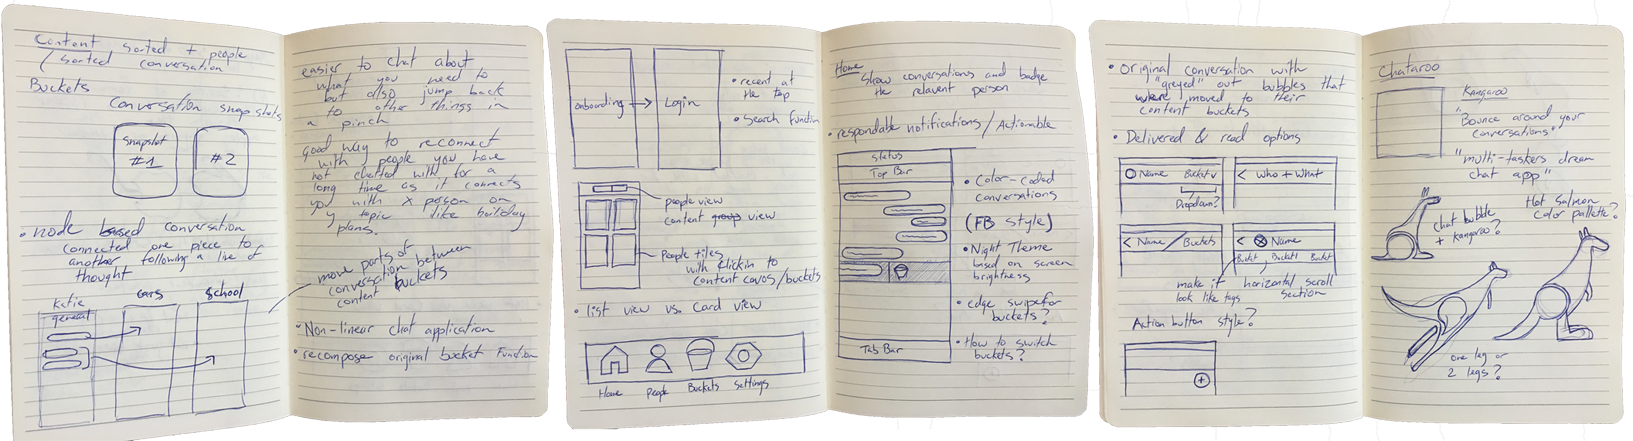 Content sorted + people
/ sorted conversation
Buckets
Conversation snapshots
Snapshot
#1
#2
• node based conversation
connected one piece to
another following a line of
thought
Katie
general
cars
school
easier to chat about
what you need to
but also jump back
to other things in
a pinch
good way to reconnect
with people you have
not chatted with for a
long time as it connects
you with x person on
y topic like holiday
plans.
move parts of
conversation between
content buckets
• Non-linear chat application
• recompose original bucket Function
onboarding
Login
• recent at
the top
• Search Function
people view
content group view
People tiles
with
content convos/buckets
• list view vs. Card view
Home
People
Buckets
Settings
Home
Show conversations and badge
the relavent person
• respondable notifications / Actionable
Status
Top Bar
Tab Bar
• Color-coded
conversations
(FB style)
• Night Theme
based on screen
brightness
• edge swipe for
buckets?
• How to switch
buckets?
• Original conversation with
"greyed" out bubbles that
were moved to their
content buckets
• Delivered & read options
Name
Bucket v
Dropdown?
< Who + What
< Name / Buckets
< Name
Bucket
Bucket
Bucket
make it horizontal scroll
look like tags section
Action button style?
+
Chataroo
Kangaroo
"Bounce around your
conversations"
"multi-taskers dream
chat app"
chat bubble
+ kangaroo?
Hot Salmon
color pallette?
one leg or
2 legs?